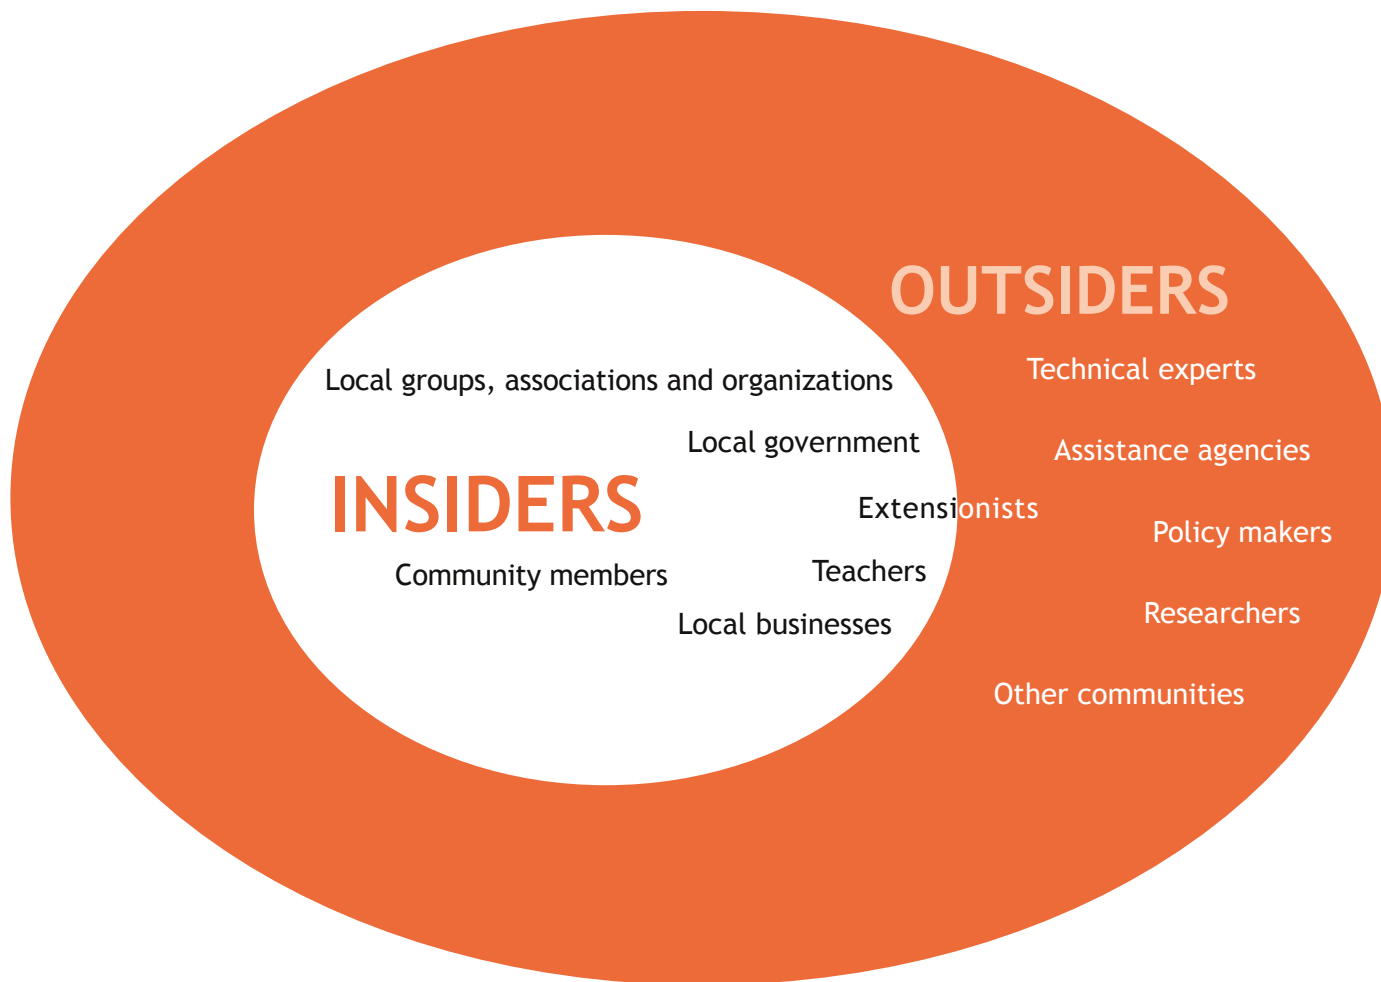 OUTSIDERS
Technical experts
Local groups, associations and organizations
Local government
Assistance agencies
INSIDERS
Extensionists
Policy makers
Community members
Teachers
Researchers
Local businesses
Other communities